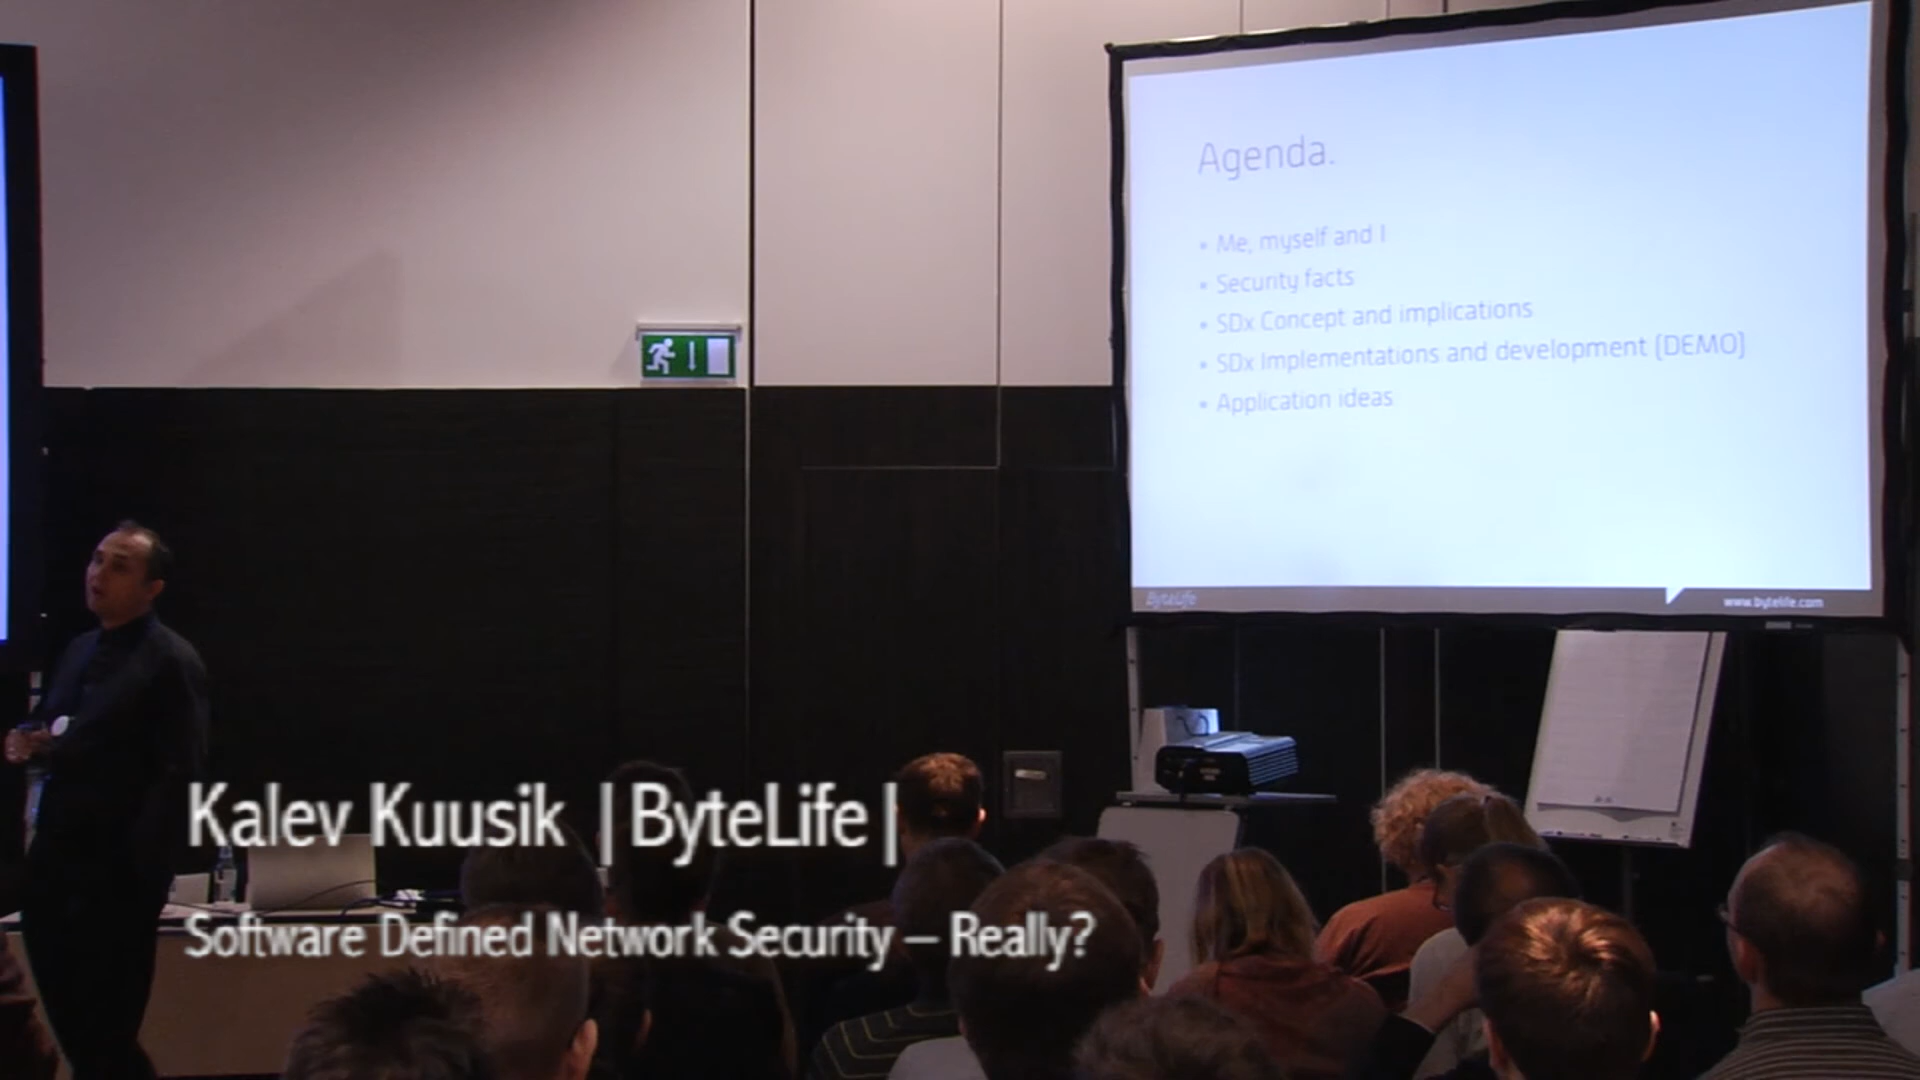 Agenda.
• Me, myself and I
• Security facts
• SDx Concept and implications
• SDx Implementations and development (DEMO)
• Application ideas
ByteLife
www.bytelife.com
Kalev Kuusik | ByteLife |
Software Defined Network Security – Really?